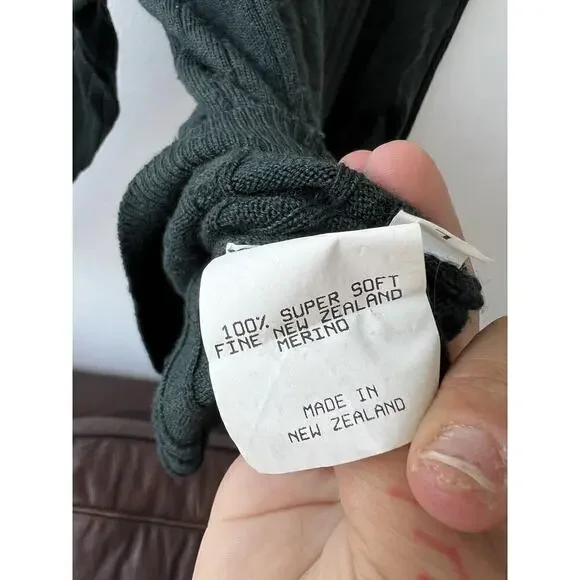 100% SUPER SOFT
FINE NEW ZEALAND
MERINO
MADE IN
NEW ZEALAND